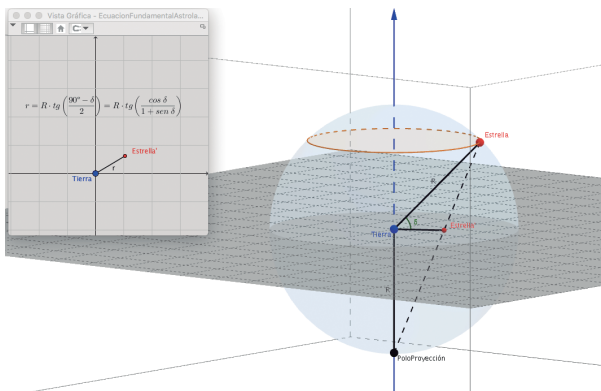 Vista Gráfica - EcuacionFundamentalAstrola...
r = R · tg (90° − δ / 2) = R · tg (cos δ / 1 + sen δ)
Estrella'
r
Tierra
Estrella
R
δ
Tierra
Estrella'
R
PoloProyección